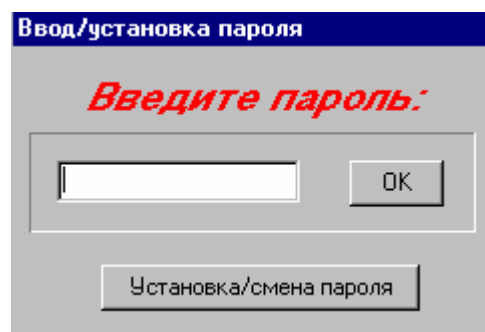 Ввод/установка пароля
Введите пароль:
OK
Установка/смена пароля